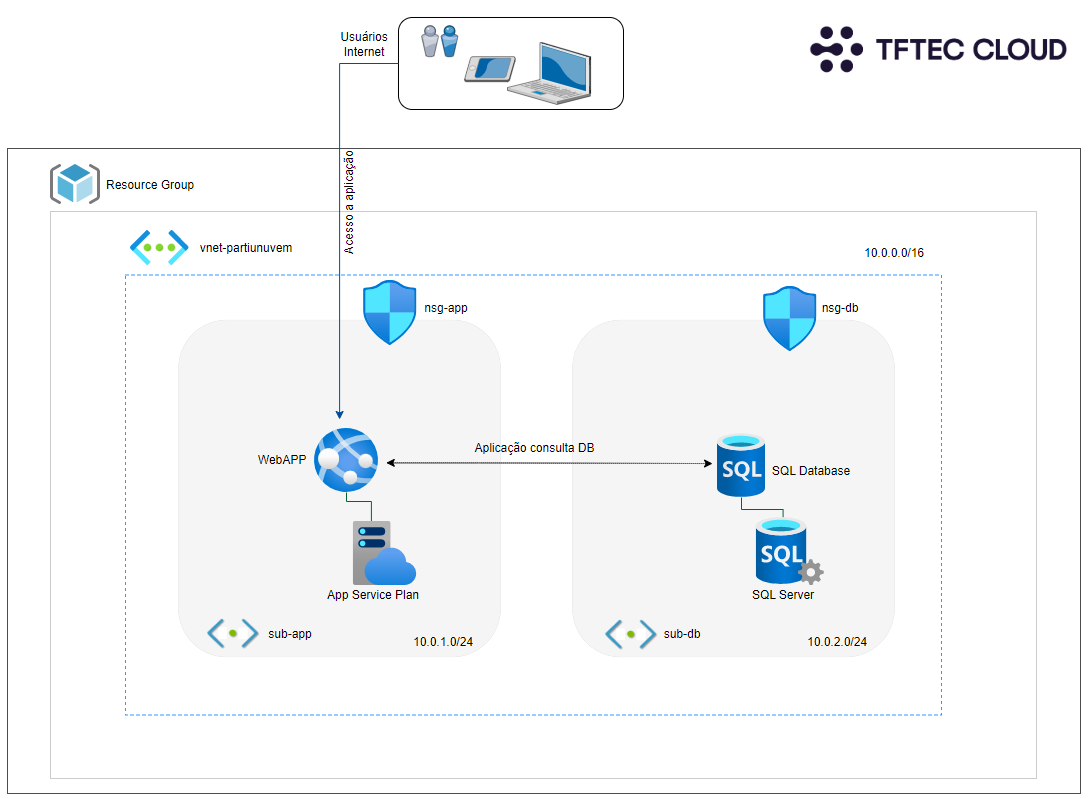 Usuários
Internet
TFTEC CLOUD
Resource Group
Acesso a aplicação
vnet-partiunuvem
10.0.0.0/16
nsg-app
nsg-db
WebAPP
Aplicação consulta DB
SQL
SQL Database
SQL
App Service Plan
SQL Server
sub-app
10.0.1.0/24
sub-db
10.0.2.0/24